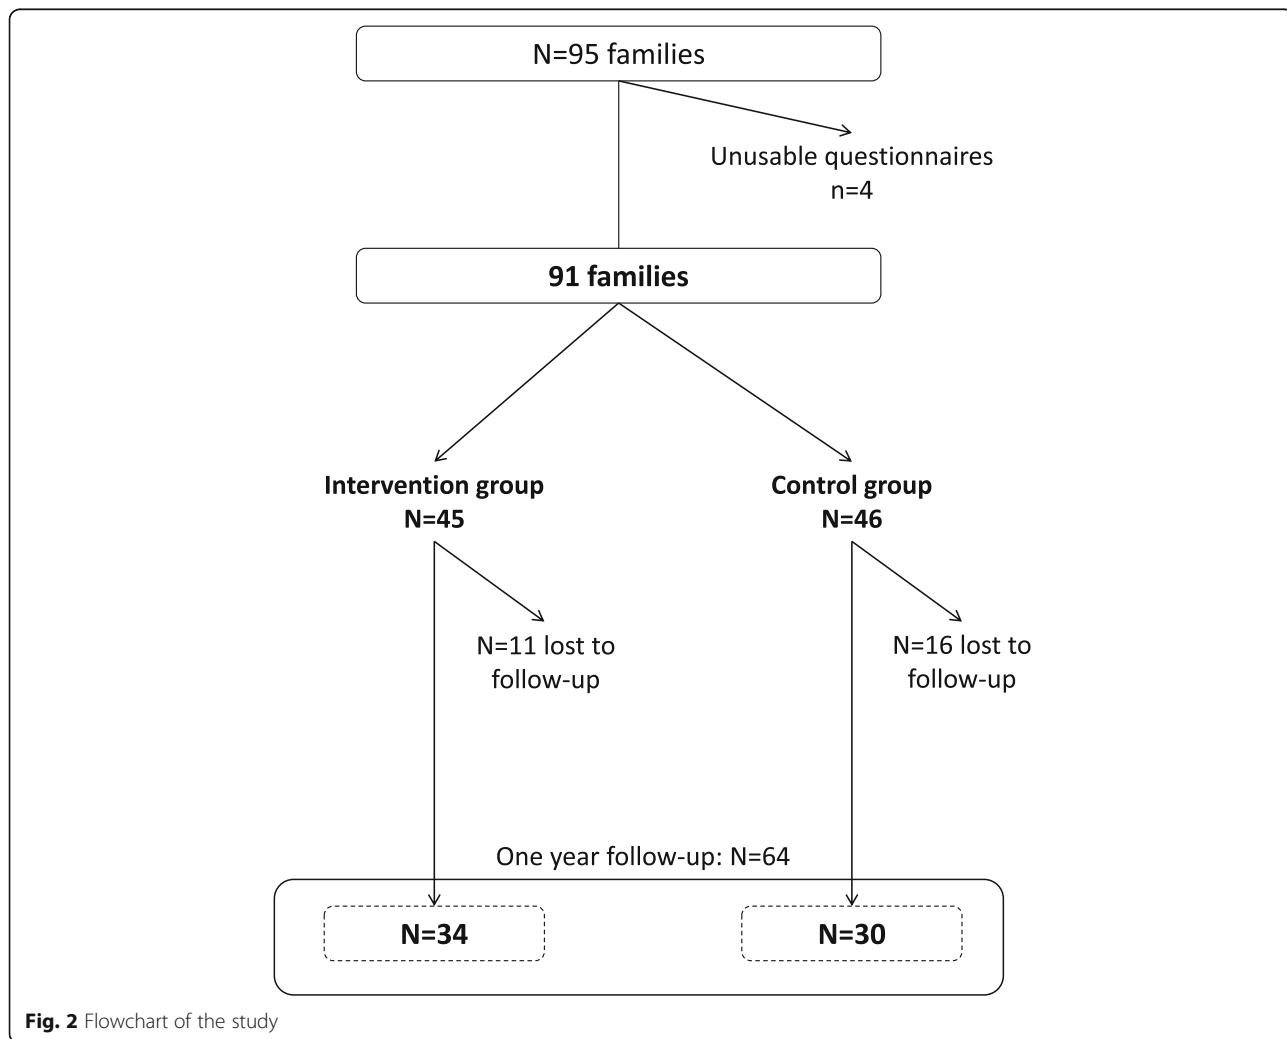 N=95 families
Unusable questionnaires
n=4
91 families
Intervention group
N=45
Control group
N=46
N=11 lost to
follow-up
N=16 lost to
follow-up
One year follow-up: N=64
N=34
N=30
Fig. 2 Flowchart of the study